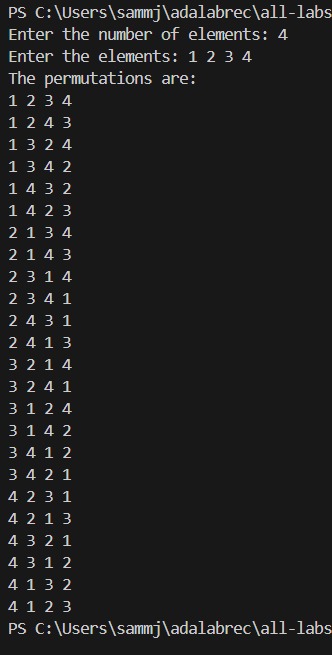 PS C:\Users\sammj\adalabrec\all-labs
Enter the number of elements: 4
Enter the elements: 1 2 3 4
The permutations are:
1 2 3 4
1 2 4 3
1 3 2 4
1 3 4 2
1 4 3 2
1 4 2 3
2 1 3 4
2 1 4 3
2 3 1 4
2 3 4 1
2 4 3 1
2 4 1 3
3 2 1 4
3 2 4 1
3 1 2 4
3 1 4 2
3 4 1 2
3 4 2 1
4 2 3 1
4 2 1 3
4 3 2 1
4 3 1 2
4 1 3 2
4 1 2 3
PS C:\Users\sammj\adalabrec\all-labs